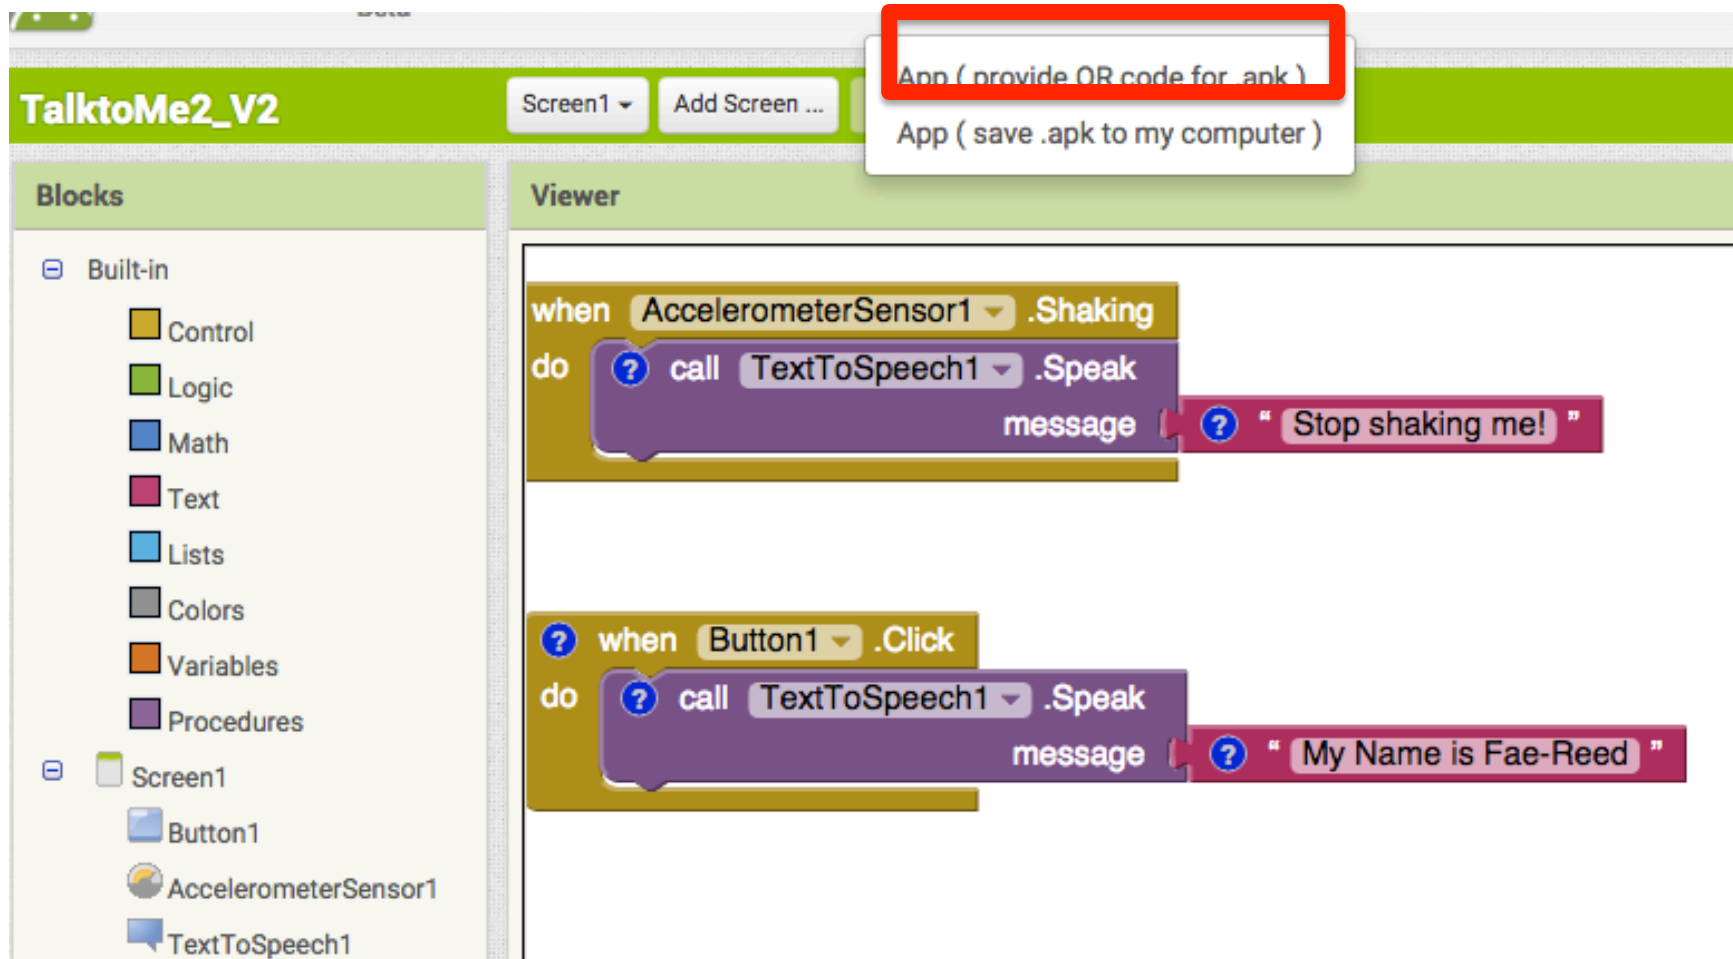 Beta
App ( provide QR code for .apk )
TalktoMe2_V2
Screen1
Add Screen ...
App ( save .apk to my computer )
Blocks
Viewer
Built-in
Control
Logic
Math
Text
Lists
Colors
Variables
Procedures
Screen1
Button1
AccelerometerSensor1
TextToSpeech1
when AccelerometerSensor1 .Shaking
do ? call TextToSpeech1 .Speak
message ? “ Stop shaking me! ”
? when Button1 .Click
do ? call TextToSpeech1 .Speak
message ? “ My Name is Fae-Reed ”